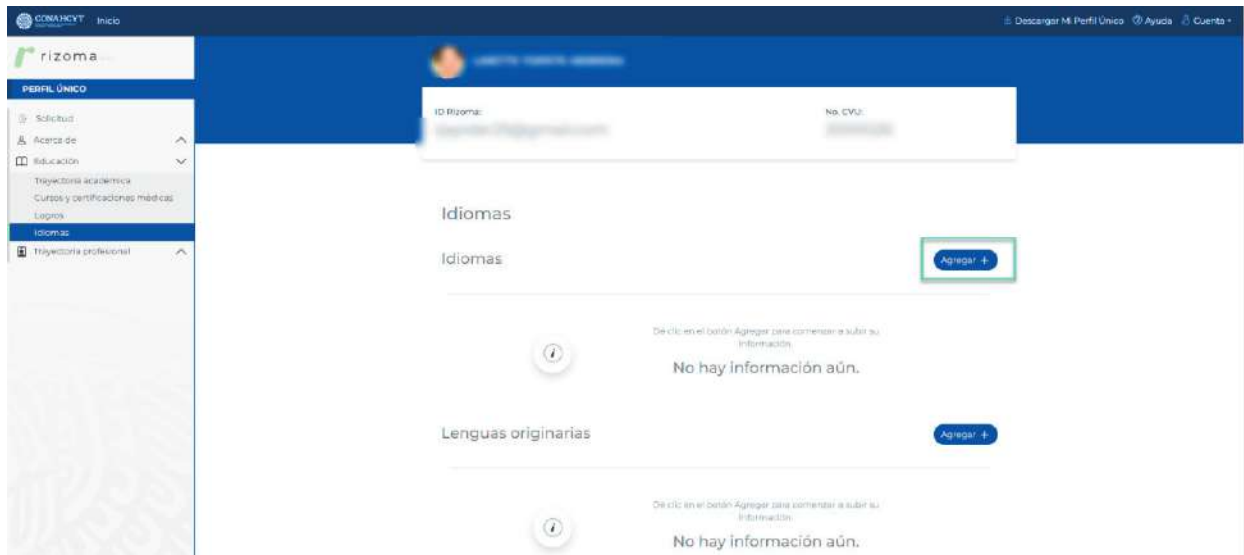 CONAHCYT Inicio
Descargar Mi Perfil Único Ayuda Cuenta
rizoma
PERFIL ÚNICO
Solicitud
Acerca de
Educación
Trayectoria académica
Cursos y certificaciones médicas
Logros
Idiomas
Trayectoria profesional
ID Rizoma:
No. CVU:
Idiomas
Idiomas
Agregar +
De clic en el botón Agregar para comenzar a subir su
información.
No hay información aún.
Lenguas originarias
Agregar +
De clic en el botón Agregar para comenzar a subir su
información.
No hay información aún.